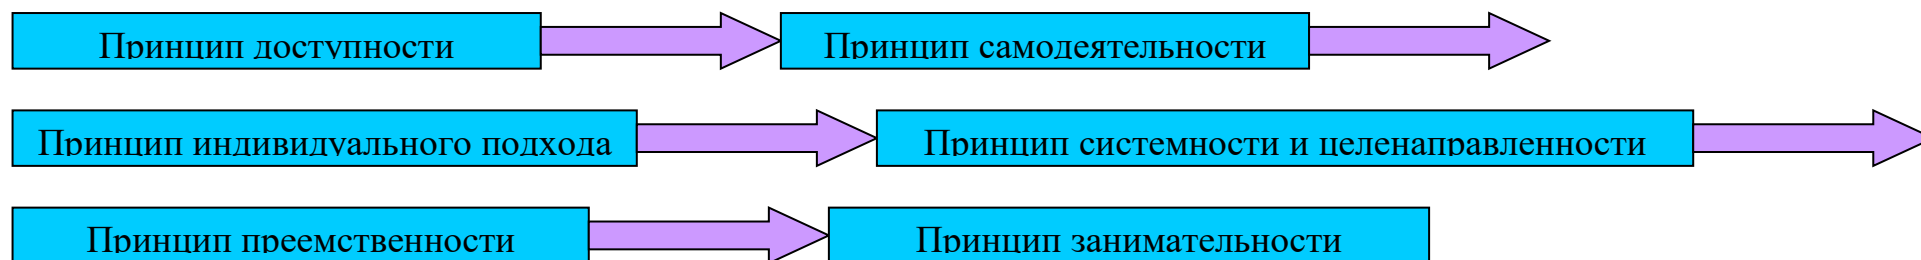 Принцип доступности Принцип самодеятельности
Принцип индивидуального подхода Принцип системности и целенаправленности
Принцип преемственности Принцип занимательности